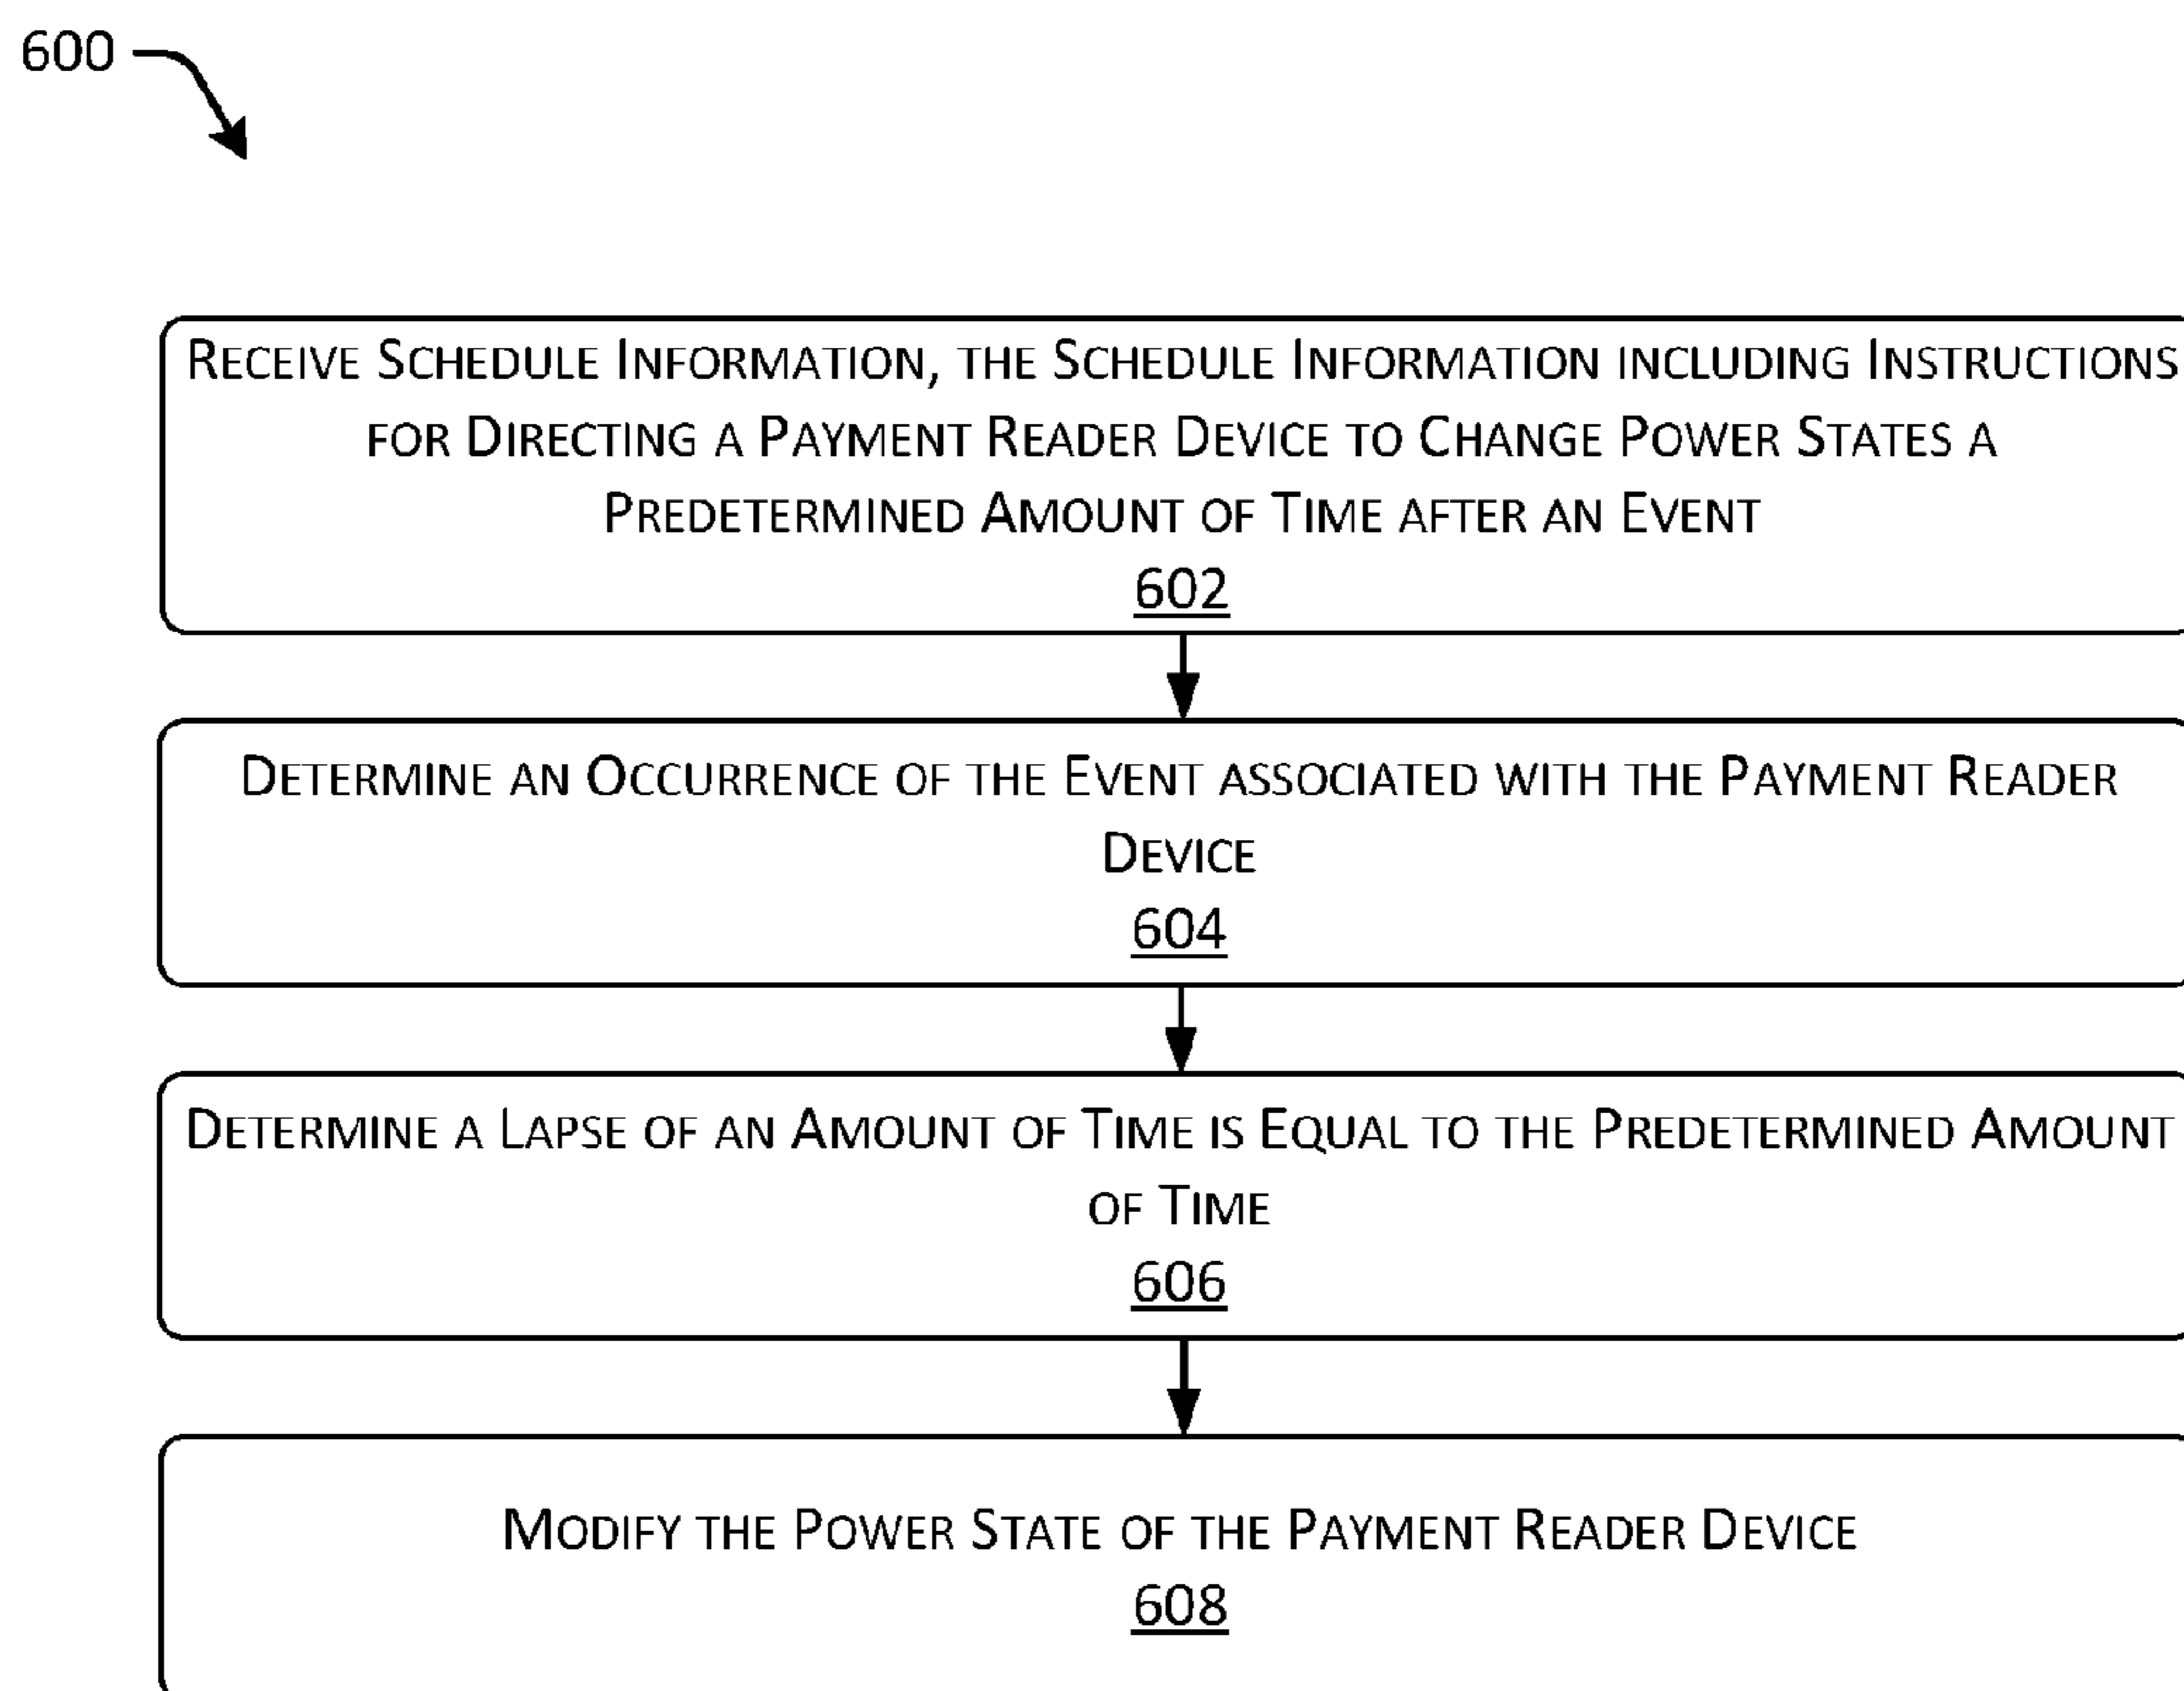 600
Receive Schedule Information, the Schedule Information including Instructions
for Directing a Payment Reader Device to Change Power States a
Predetermined Amount of Time after an Event
602
Determine an Occurrence of the Event associated with the Payment Reader
Device
604
Determine a Lapse of an Amount of Time is Equal to the Predetermined Amount
of Time
606
Modify the Power State of the Payment Reader Device
608